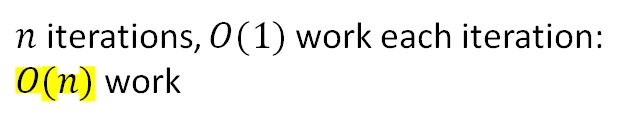 n iterations, O(1) work each iteration:
O(n) work